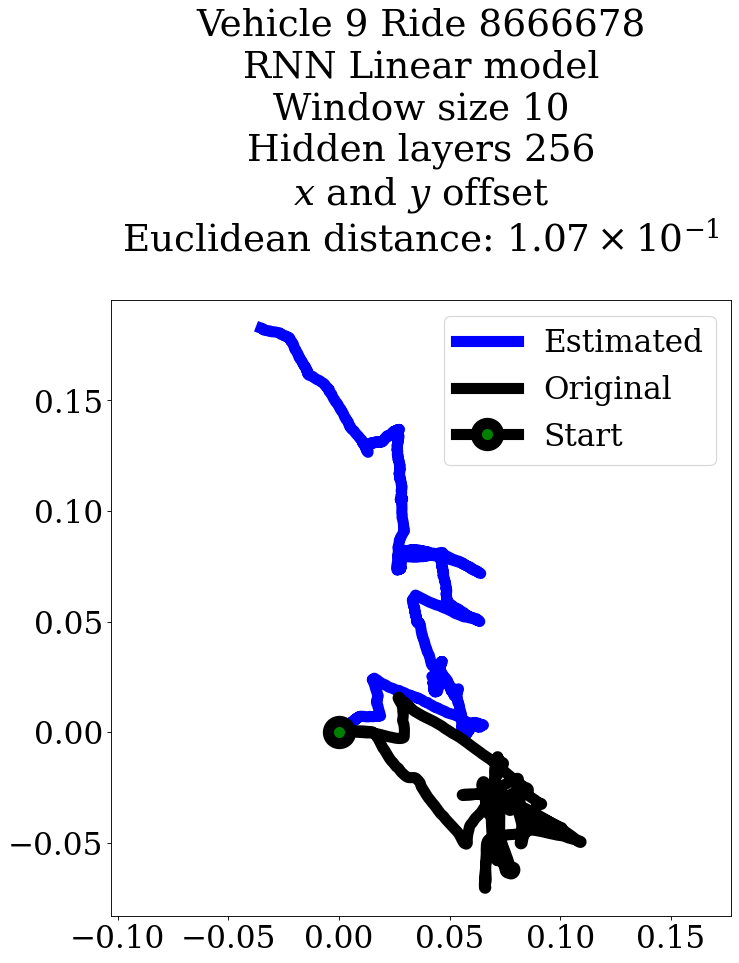 Vehicle 9 Ride 8666678
RNN Linear model
Window size 10
Hidden layers 256
x and y offset
Euclidean distance: 1.07 × 10⁻¹
Estimated
Original
Start
0.15
0.10
0.05
0.00
−0.05
−0.10 −0.05 0.00 0.05 0.10 0.15